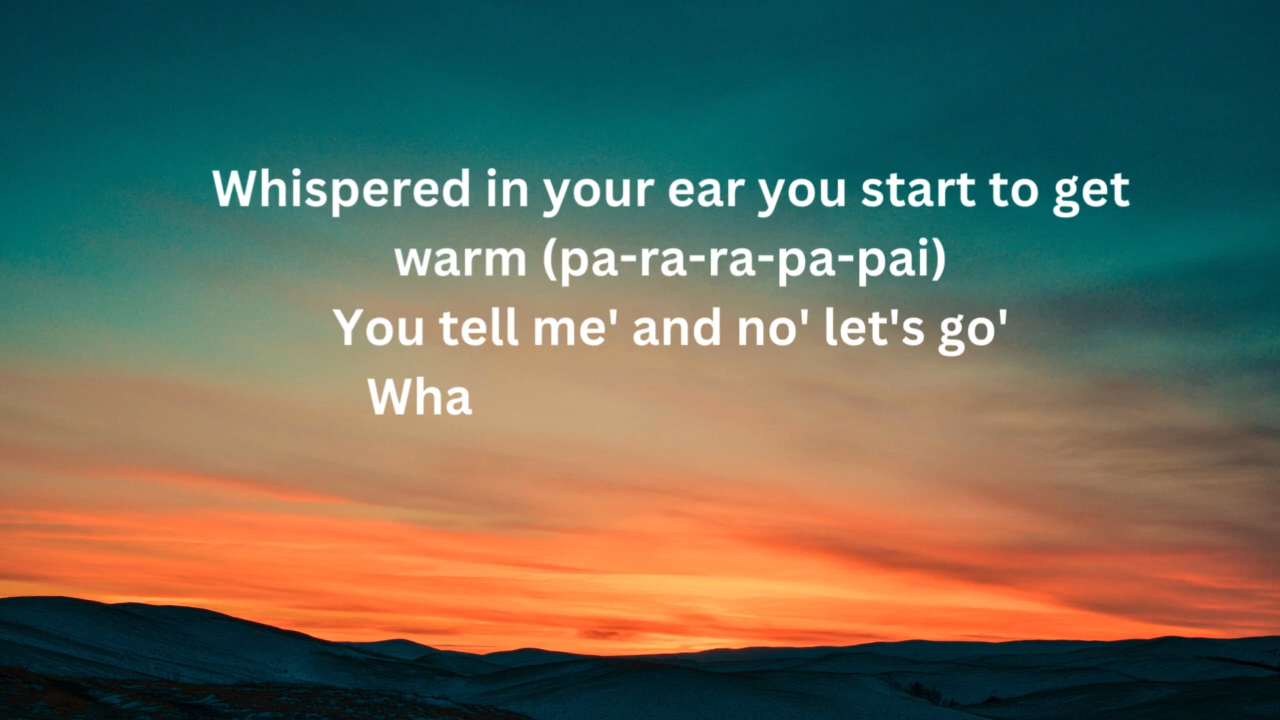 Whispered in your ear you start to get
warm (pa-ra-ra-pa-pai)
You tell me' and no' let's go'
Wha